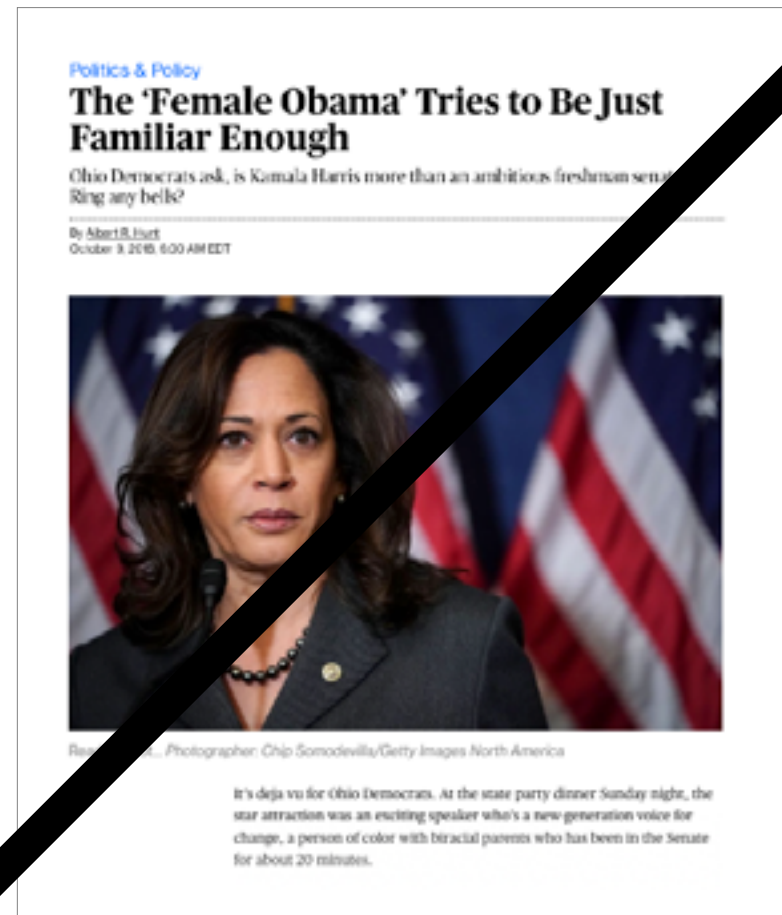 Politics & Policy
The ‘Female Obama’ Tries to Be Just
Familiar Enough
Ohio Democrats ask, is Kamala Harris more than an ambitious freshman
Ring any bells?
By Albert R. Hunt
October 9, 2018, 6:00 AM EDT
Photographer: Chip Somodevilla/Getty Images North America
It's deja vu for Ohio Democrats. At the state party dinner Sunday night, the
star attraction was an exciting speaker who's a new-generation voice for
change, a person of color with biracial parents who has been in the Senate
for about 20 minutes.